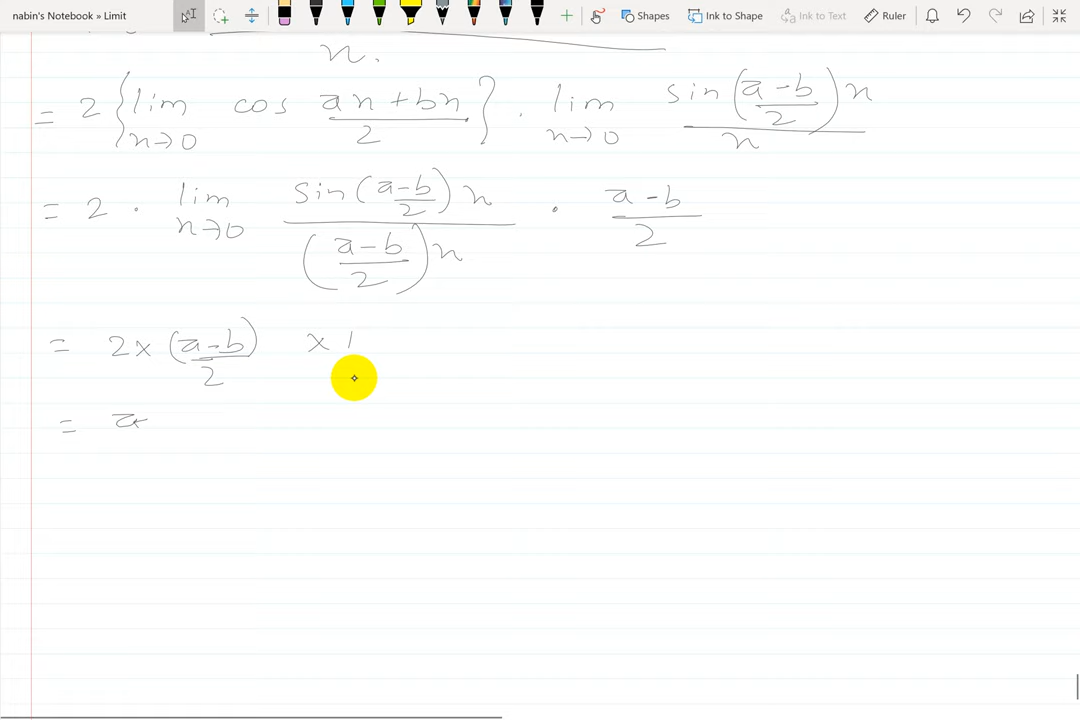 nabin's Notebook » Limit Shapes Ink to Shape Ink to Text Ruler
n.
= 2 { lim n→0 cos (an + bn)/2 } . lim n→0 sin((a-b)/2)n / n
= 2 . lim n→0 sin((a-b)/2)n / ((a-b)/2)n . (a-b)/2
= 2 x (a-b)/2 x 1
= a